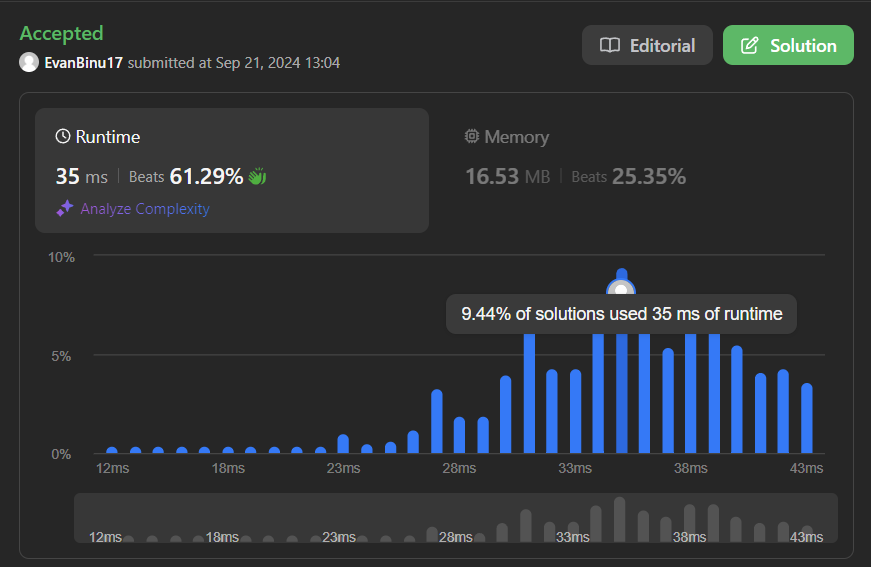 Accepted
EvanBinu17 submitted at Sep 21, 2024 13:04
Editorial
Solution
Runtime
35 ms | Beats 61.29%
Analyze Complexity
Memory
16.53 MB | Beats 25.35%
10%
9.44% of solutions used 35 ms of runtime
5%
0%
12ms 18ms 23ms 28ms 33ms 38ms 43ms
12ms 18ms 23ms 28ms 33ms 38ms 43ms